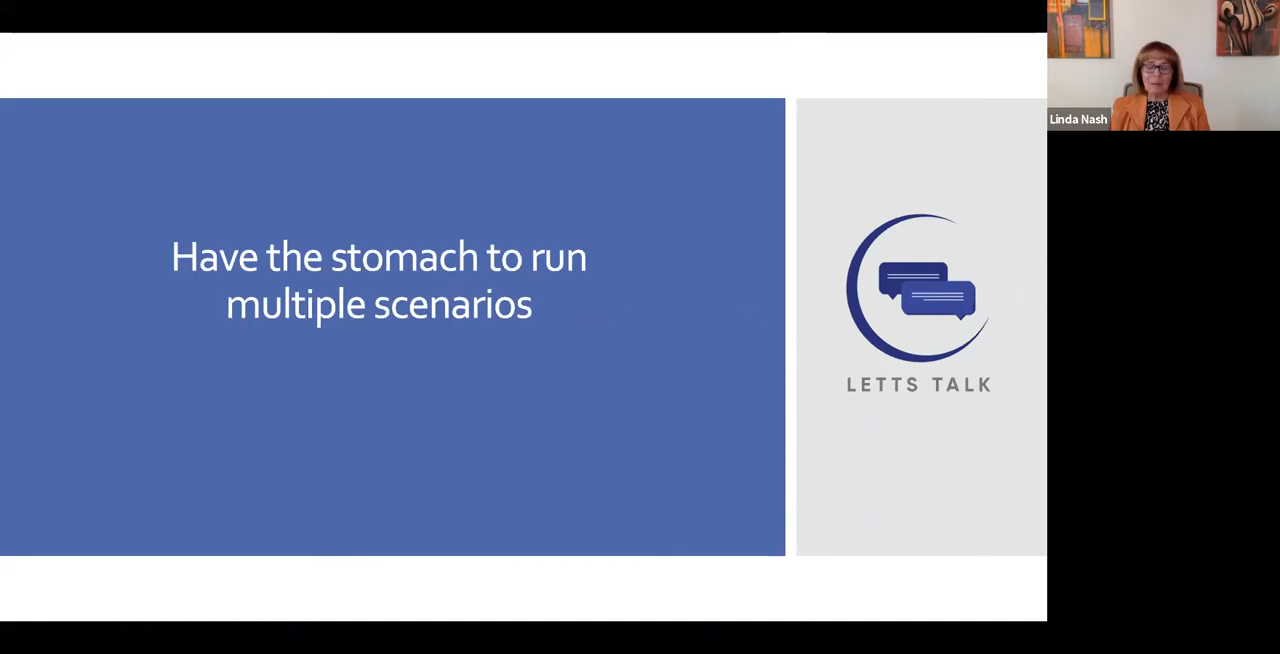 Have the stomach to run
multiple scenarios
LETTS TALK
Linda Nash